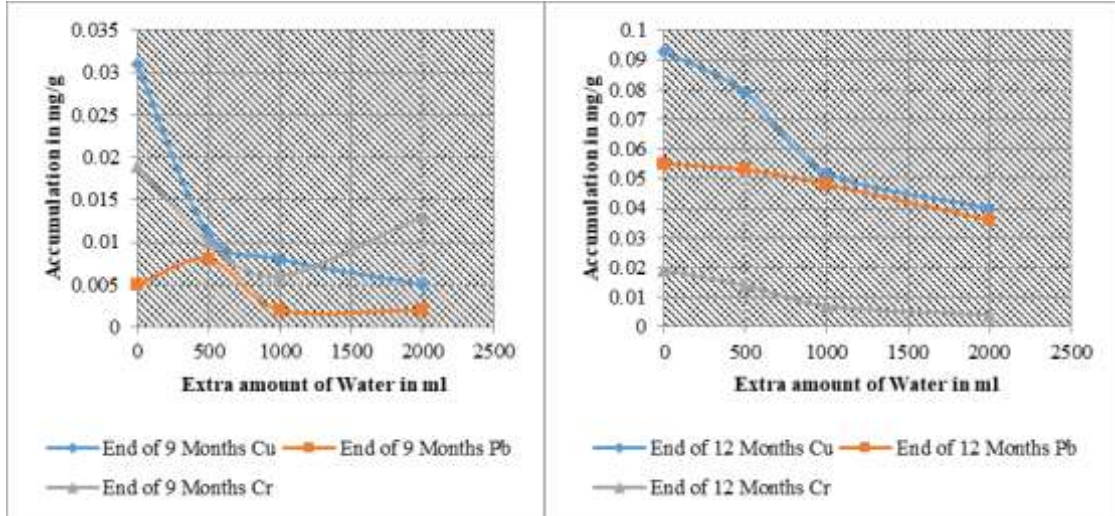 Accumulation in mg/g
0.035
0.03
0.025
0.02
0.015
0.01
0.005
0
0 500 1000 1500 2000 2500
Extra amount of Water in ml
End of 9 Months Cu End of 9 Months Pb
End of 9 Months Cr
Accumulation in mg/g
0.1
0.09
0.08
0.07
0.06
0.05
0.04
0.03
0.02
0.01
0
0 500 1000 1500 2000 2500
Extra amount of Water in ml
End of 12 Months Cu End of 12 Months Pb
End of 12 Months Cr